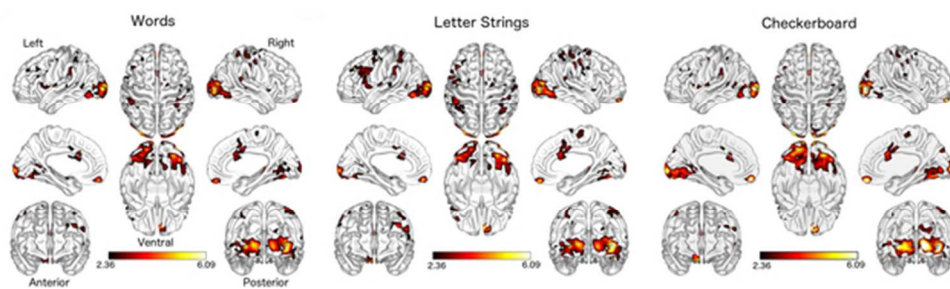 Words
Letter Strings
Checkerboard
Left
Right
Ventral
2.36
6.09
2.36
6.09
2.36
6.09
Anterior
Posterior